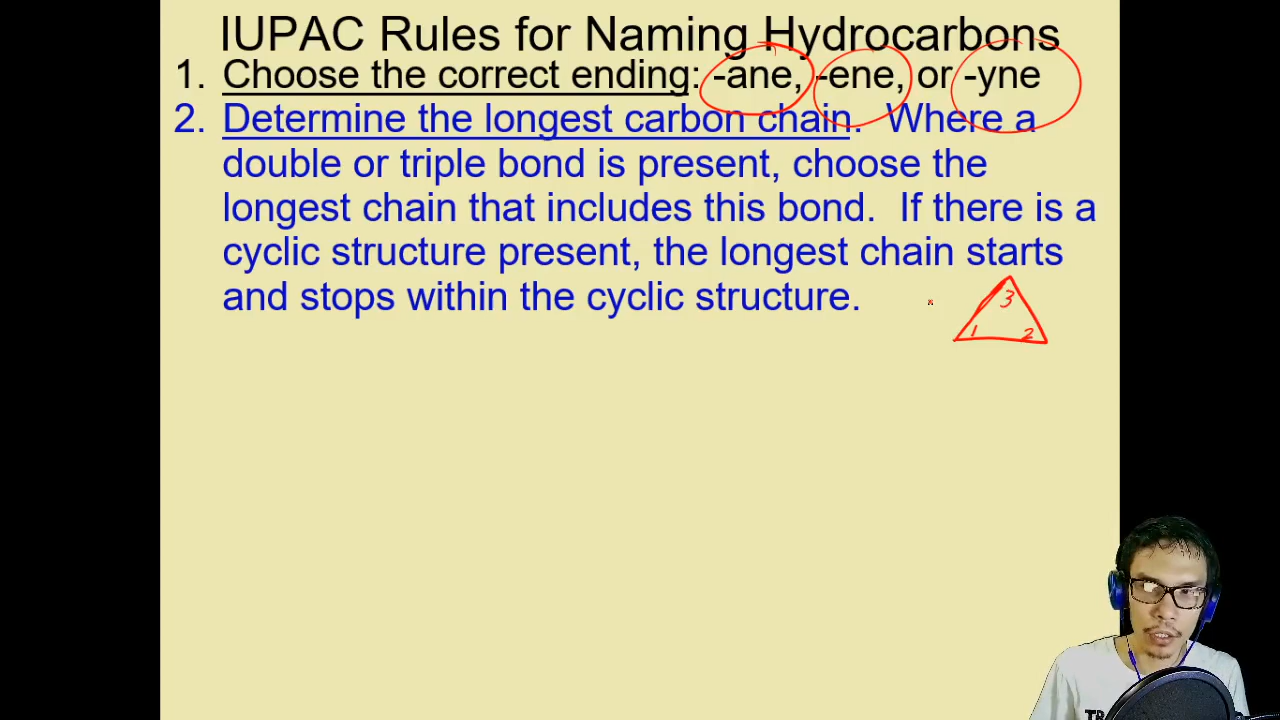 IUPAC Rules for Naming Hydrocarbons
1. Choose the correct ending: -ane, -ene, or -yne
2. Determine the longest carbon chain. Where a
double or triple bond is present, choose the
longest chain that includes this bond. If there is a
cyclic structure present, the longest chain starts
and stops within the cyclic structure.
3
1 2